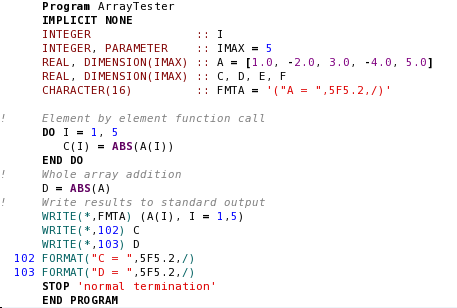 Program ArrayTester
IMPLICIT NONE
INTEGER :: I
INTEGER, PARAMETER :: IMAX = 5
REAL, DIMENSION(IMAX) :: A = [1.0, -2.0, 3.0, -4.0, 5.0]
REAL, DIMENSION(IMAX) :: C, D, E, F
CHARACTER(16) :: FMTA = '("A = ",5F5.2,/)'
! Element by element function call
DO I = 1, 5
C(I) = ABS(A(I))
END DO
! Whole array addition
D = ABS(A)
! Write results to standard output
WRITE(*,FMTA) (A(I), I = 1,5)
WRITE(*,102) C
WRITE(*,103) D
102 FORMAT("C = ",5F5.2,/)
103 FORMAT("D = ",5F5.2,/)
STOP 'normal termination'
END PROGRAM